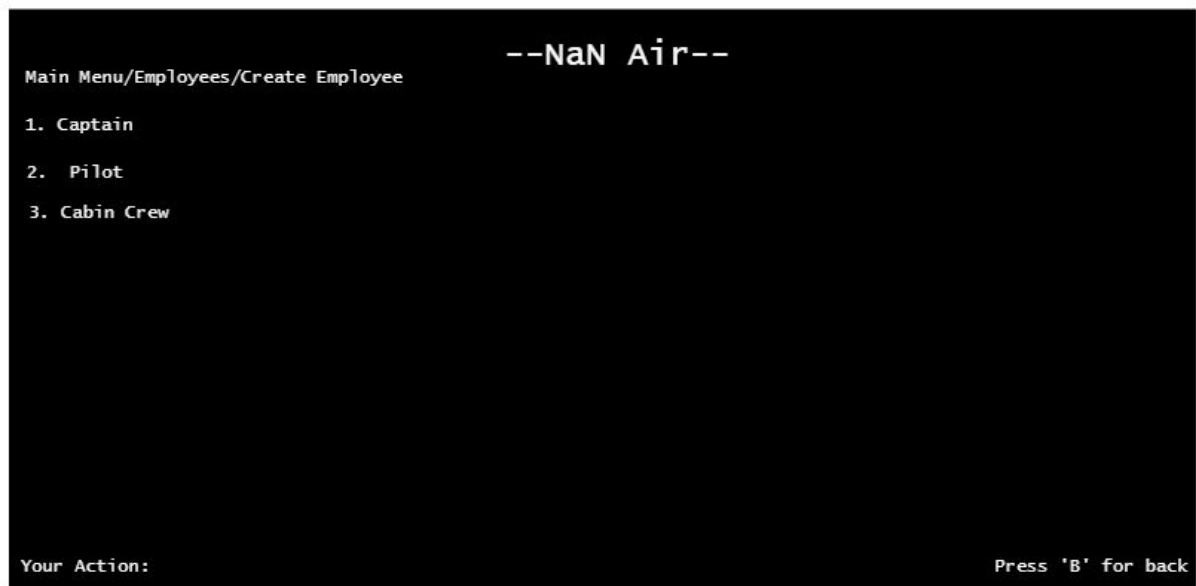 --NaN Air--
Main Menu/Employees/Create Employee
1. Captain
2. Pilot
3. Cabin Crew
Your Action:
Press 'B' for back